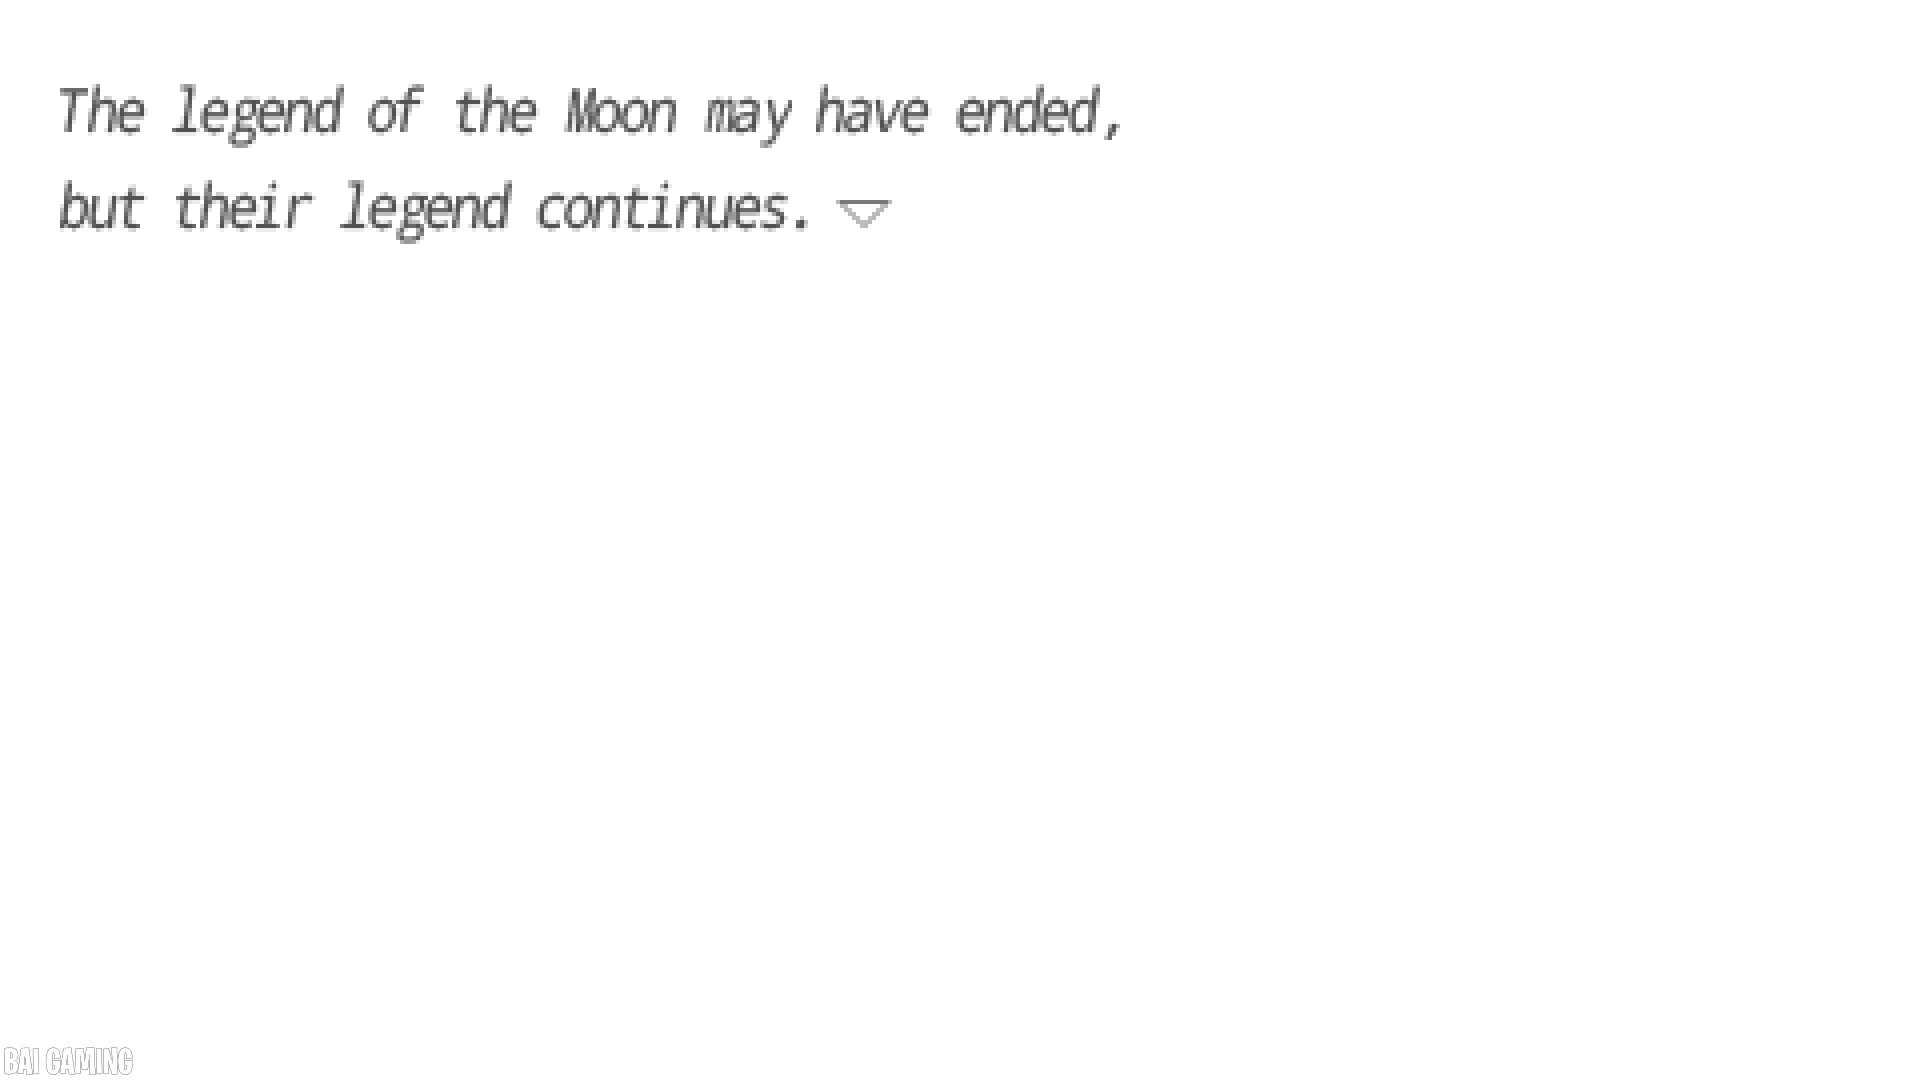 The legend of the Moon may have ended,
but their legend continues.
BAI GAMING